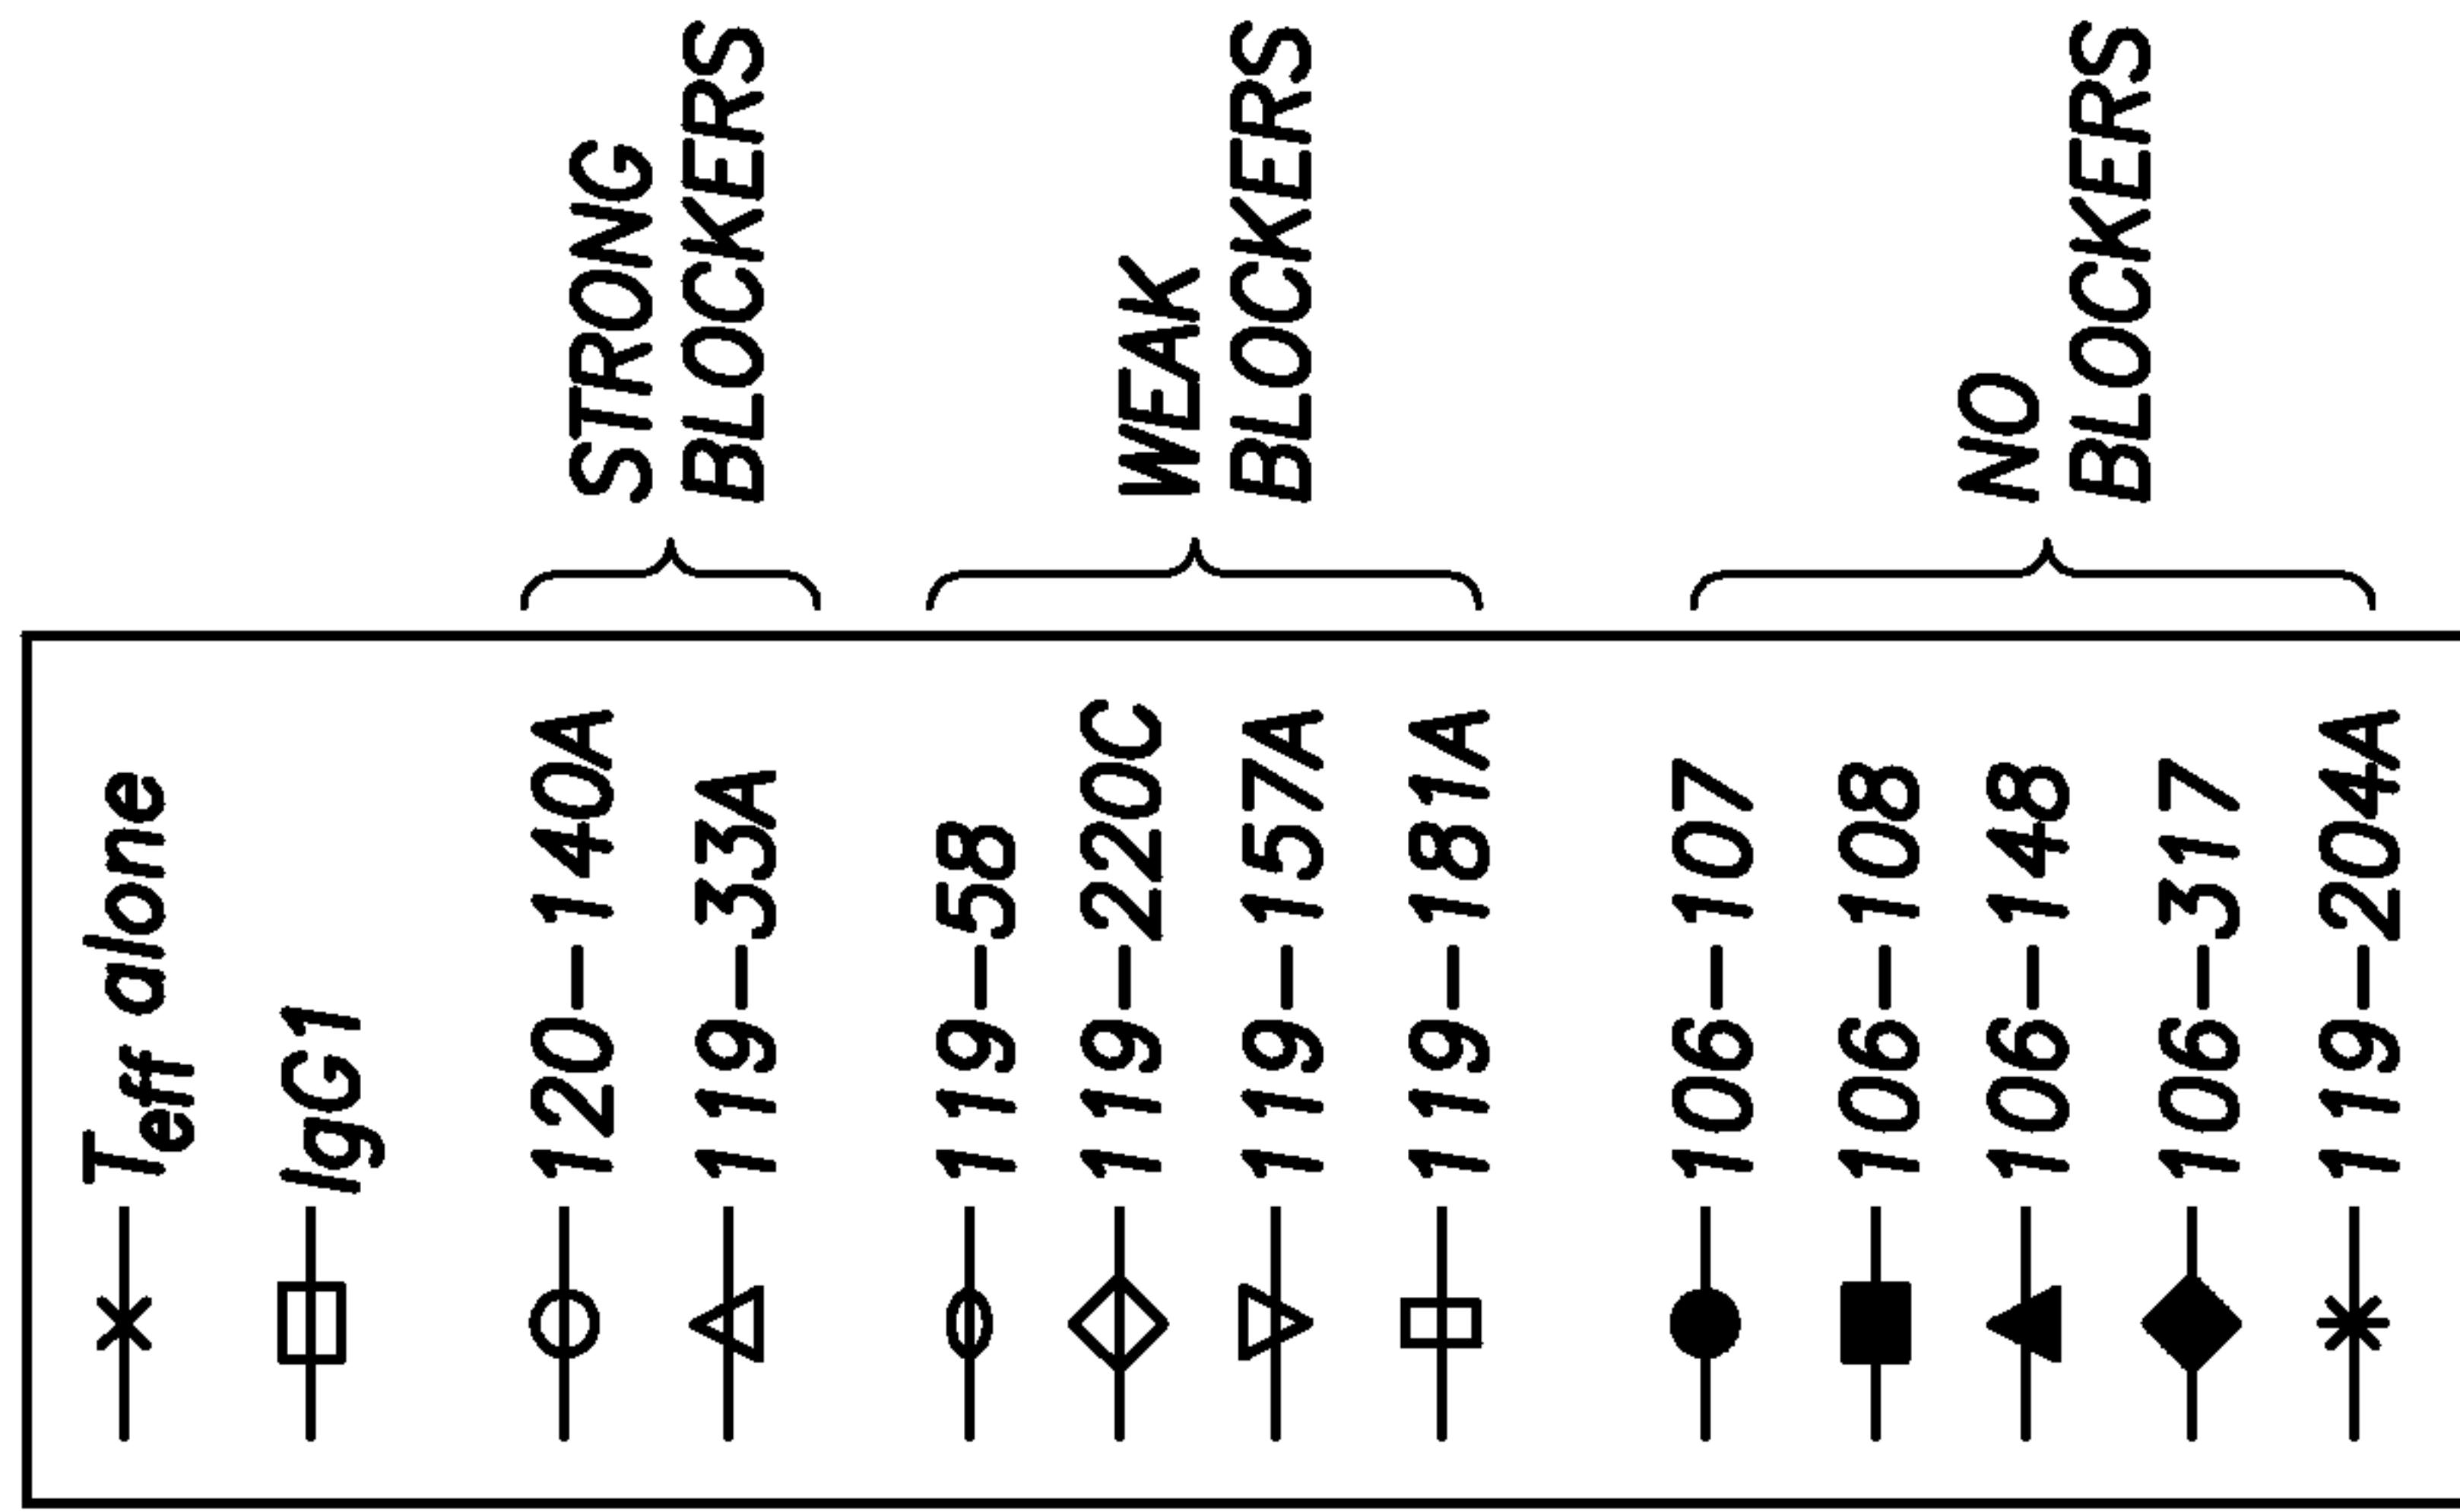 Teff alone
IgG1
120-140A
119-33A
STRONG
BLOCKERS
119-58
119-220C
119-157A
119-181A
WEAK
BLOCKERS
106-107
106-108
106-148
106-317
119-204A
NO
BLOCKERS